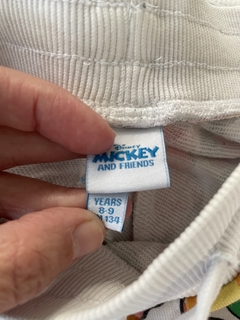 Disney
MICKEY
AND FRIENDS
YEARS
8-9
134